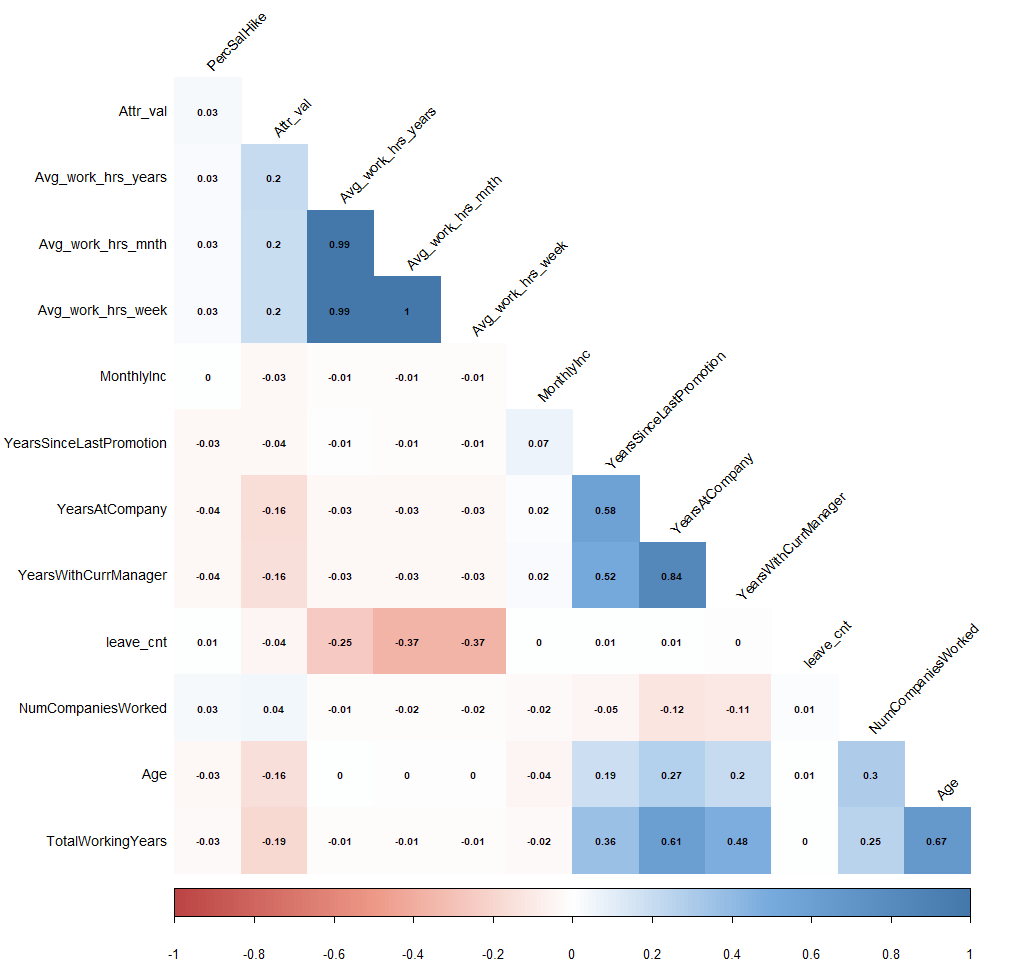 PercSalHike
Attr_val 0.03 Attr_val
Avg_work_hrs_years 0.03 0.2 Avg_work_hrs_years
Avg_work_hrs_mnth 0.03 0.2 0.99 Avg_work_hrs_mnth
Avg_work_hrs_week 0.03 0.2 0.99 1 Avg_work_hrs_week
MonthlyInc 0 -0.03 -0.01 -0.01 -0.01 MonthlyInc
YearsSinceLastPromotion -0.03 -0.04 -0.01 -0.01 -0.01 0.07 YearsSinceLastPromotion
YearsAtCompany -0.04 -0.16 -0.03 -0.03 -0.03 0.02 0.58 YearsAtCompany
YearsWithCurrManager -0.04 -0.16 -0.03 -0.03 -0.03 0.02 0.52 0.84 YearsWithCurrManager
leave_cnt 0.01 -0.04 -0.25 -0.37 -0.37 0 0.01 0.01 0 leave_cnt
NumCompaniesWorked 0.03 0.04 -0.01 -0.02 -0.02 -0.02 -0.05 -0.12 -0.11 0.01 NumCompaniesWorked
Age -0.03 -0.16 0 0 0 -0.04 0.19 0.27 0.2 0.01 0.3 Age
TotalWorkingYears -0.03 -0.19 -0.01 -0.01 -0.01 -0.02 0.36 0.61 0.48 0 0.25 0.67
-1 -0.8 -0.6 -0.4 -0.2 0 0.2 0.4 0.6 0.8 1